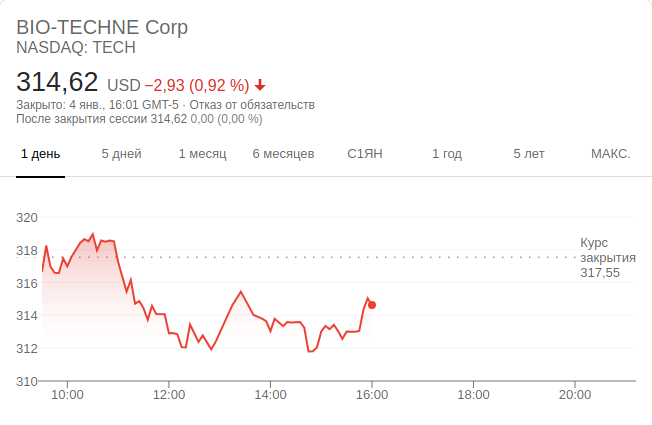 BIO-TECHNE Corp
NASDAQ: TECH
314,62 USD −2,93 (0,92 %)
Закрыто: 4 янв., 16:01 GMT-5 · Отказ от обязательств
После закрытия сессии 314,62 0,00 (0,00 %)
1 день 5 дней 1 месяц 6 месяцев С1ЯН 1 год 5 лет МАКС.
320
318
316
314
312
310
Курс
закрытия
317,55
10:00 12:00 14:00 16:00 18:00 20:00